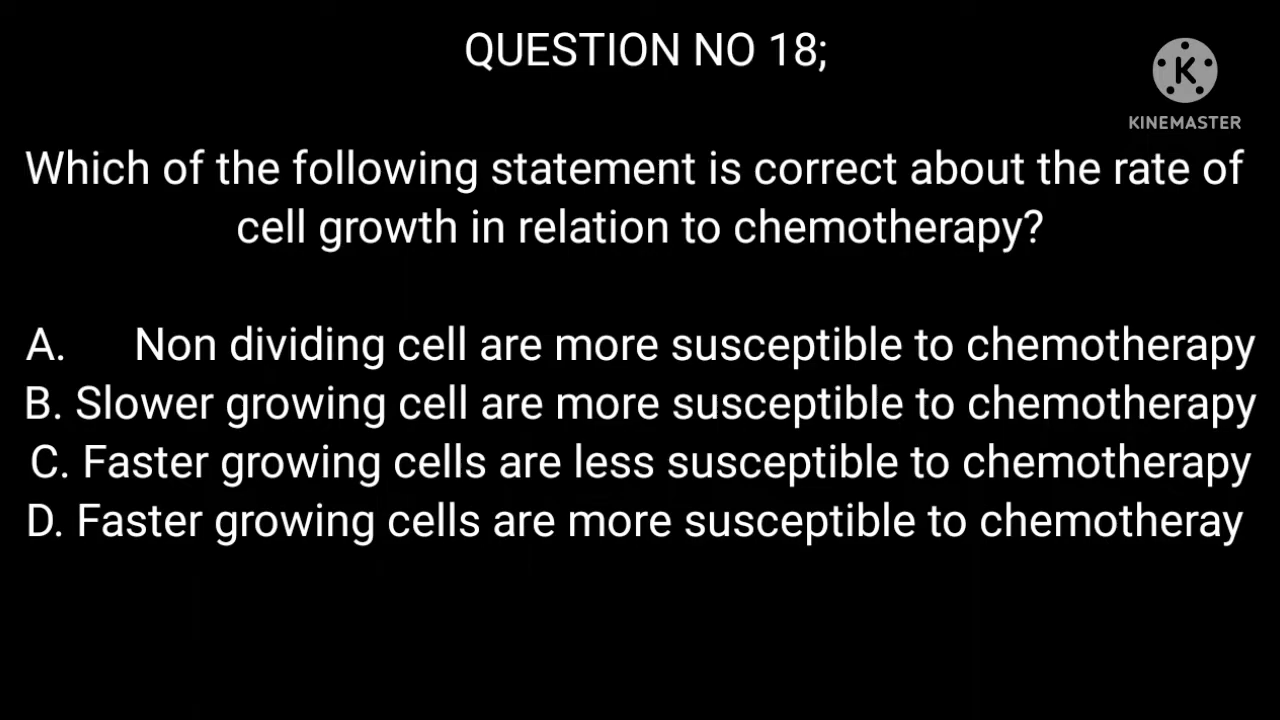 QUESTION NO 18;
K
KINEMASTER
Which of the following statement is correct about the rate of
cell growth in relation to chemotherapy?
A. Non dividing cell are more susceptible to chemotherapy
B. Slower growing cell are more susceptible to chemotherapy
C. Faster growing cells are less susceptible to chemotherapy
D. Faster growing cells are more susceptible to chemotheray